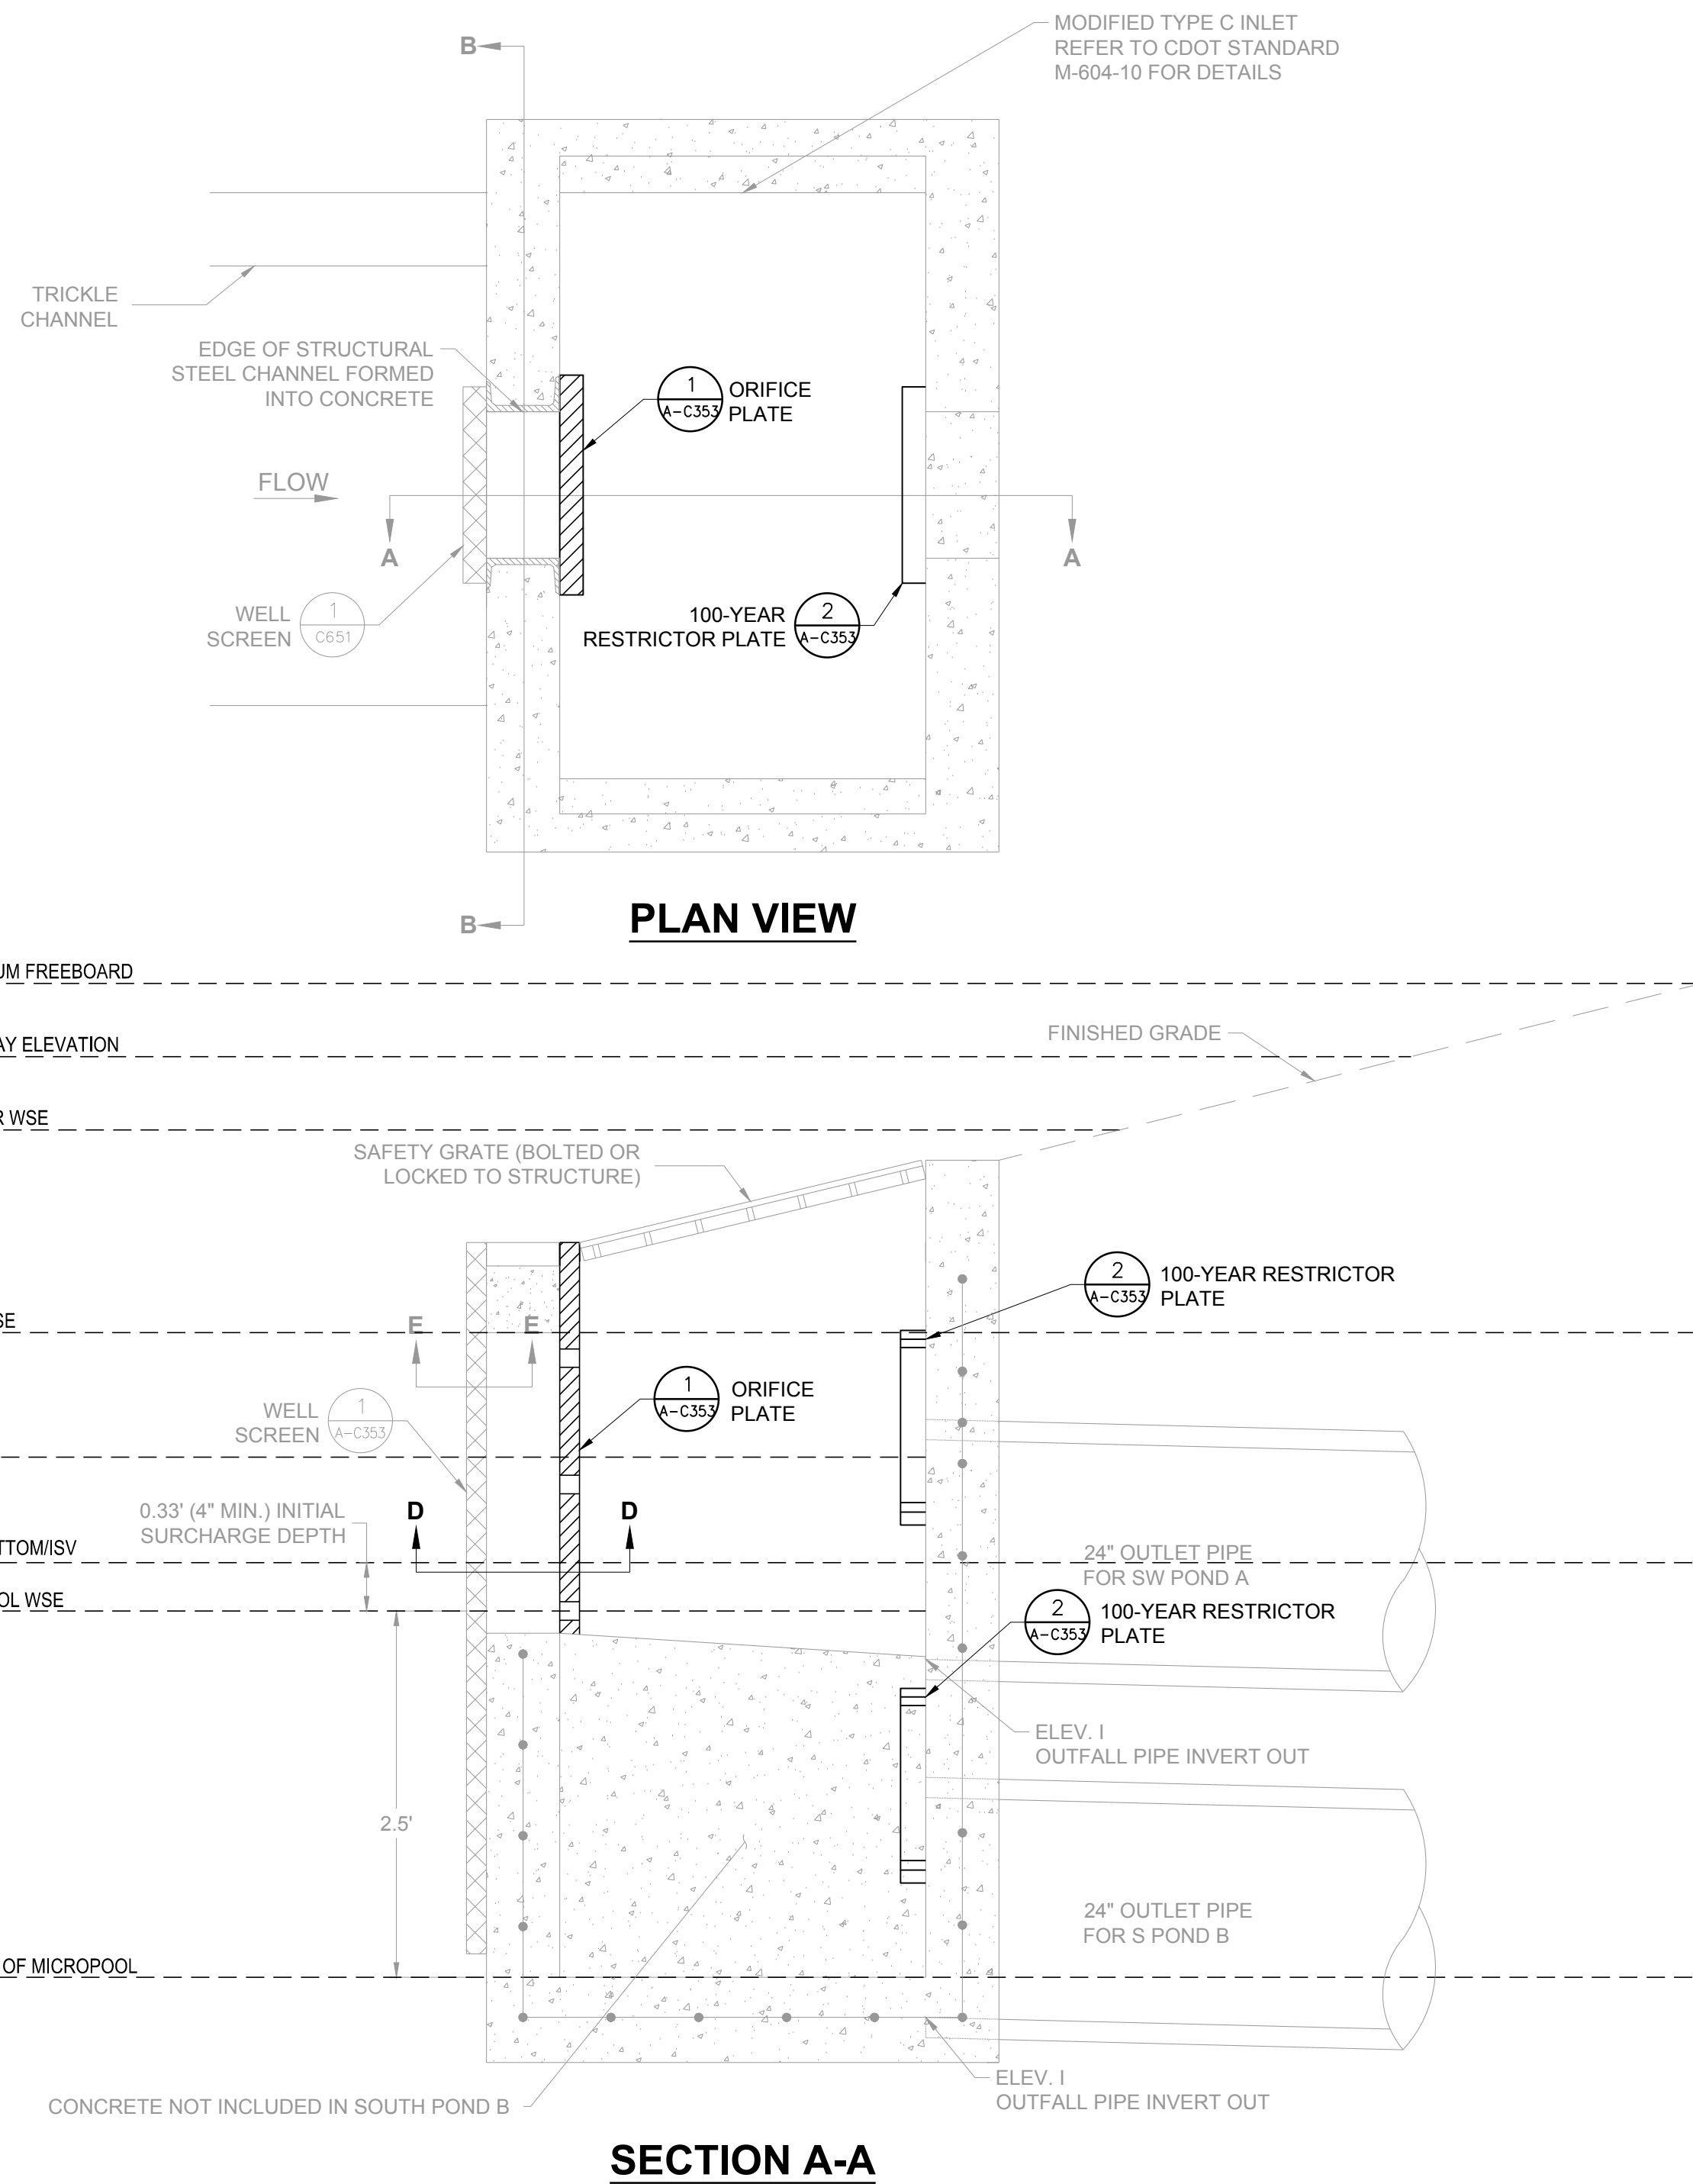 B
MODIFIED TYPE C INLET
REFER TO CDOT STANDARD
M-604-10 FOR DETAILS
TRICKLE
CHANNEL
EDGE OF STRUCTURAL
STEEL CHANNEL FORMED
INTO CONCRETE
1
A-C353
ORIFICE
PLATE
FLOW
A
A
WELL
SCREEN
1
C651
100-YEAR
RESTRICTOR PLATE
2
A-C353
B
PLAN VIEW
UM FREEBOARD
AY ELEVATION
FINISHED GRADE
R WSE
SAFETY GRATE (BOLTED OR
LOCKED TO STRUCTURE)
2
A-C353
100-YEAR RESTRICTOR
PLATE
SE
E
E
1
A-C353
ORIFICE
PLATE
WELL
SCREEN
1
A-C353
0.33' (4" MIN.) INITIAL
SURCHARGE DEPTH
D
D
TTOM/ISV
24" OUTLET PIPE
FOR SW POND A
OL WSE
2
A-C353
100-YEAR RESTRICTOR
PLATE
ELEV. I
OUTFALL PIPE INVERT OUT
2.5'
24" OUTLET PIPE
FOR S POND B
OF MICROPOOL
ELEV. I
OUTFALL PIPE INVERT OUT
CONCRETE NOT INCLUDED IN SOUTH POND B
SECTION A-A